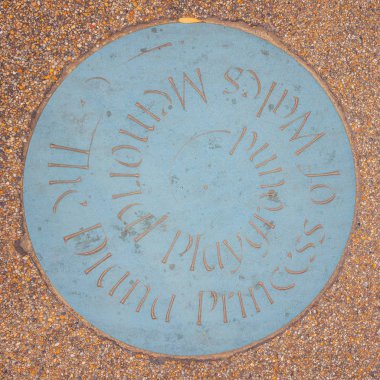 The Diana Princess of Wales Memorial Playground